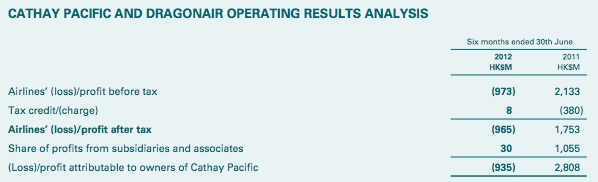 CATHAY PACIFIC AND DRAGONAIR OPERATING RESULTS ANALYSIS
Six months ended 30th June
2012 2011
HK$M HK$M
Airlines' (loss)/profit before tax (973) 2,133
Tax credit/(charge) 8 (380)
Airlines' (loss)/profit after tax (965) 1,753
Share of profits from subsidiaries and associates 30 1,055
(Loss)/profit attributable to owners of Cathay Pacific (935) 2,808